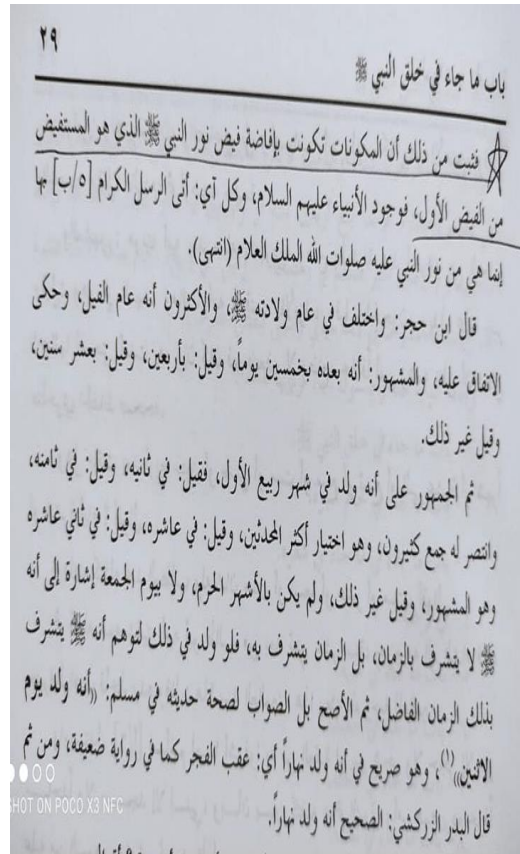 ٢٩
باب ما جاء في خلق النبي ﷺ
فثبت من ذلك أن المكونات تكونت بإفاضة فيض نور النبي ﷺ الذي هو المستفيض
من الفيض الأول، فوجود الأنبياء عليهم السلام، وكل آي: أتى الرسل الكرام [٥/ب] بها
إنما هي من نور النبي عليه صلوات الله الملك العلام (انتهى).
قال ابن حجر: واختلف في عام ولادته ﷺ، والأكثرون أنه عام الفيل، وحكى
الاتفاق عليه، والمشهور: أنه بعده بخمسين يوماً، وقيل: بأربعين، وقيل: بعشر سنين،
وقيل غير ذلك.
ثم الجمهور على أنه ولد في شهر ربيع الأول، فقيل: في ثانيه، وقيل: في ثامنه،
وانتصر له جمع كثيرون، وهو اختيار أكثر المحدثين، وقيل: في عاشره، وقيل: في ثاني عاشره
وهو المشهور، وقيل غير ذلك، ولم يكن بالأشهر الحرم، ولا بيوم الجمعة إشارة إلى أنه
ﷺ لا يتشرف بالزمان، بل الزمان يتشرف به، فلو ولد في ذلك لتوهم أنه ﷺ يتشرف
بذلك الزمان الفاضل، ثم الأصح بل الصواب لصحة حديثه في مسلم: «أنه ولد يوم
الاثنين»(١)، وهو صريح في أنه ولد نهاراً أي: عقب الفجر كما في رواية ضعيفة، ومن ثم
قال البدر الزركشي: الصحيح أنه ولد نهاراً.
SHOT ON POCO X3 NFC